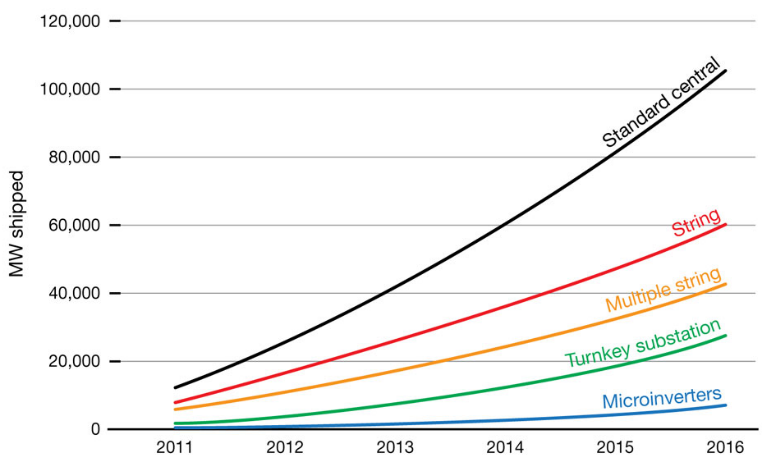 120,000
100,000
80,000
60,000
40,000
20,000
0
MW shipped
Standard central
String
Multiple string
Turnkey substation
Microinverters
2011 2012 2013 2014 2015 2016